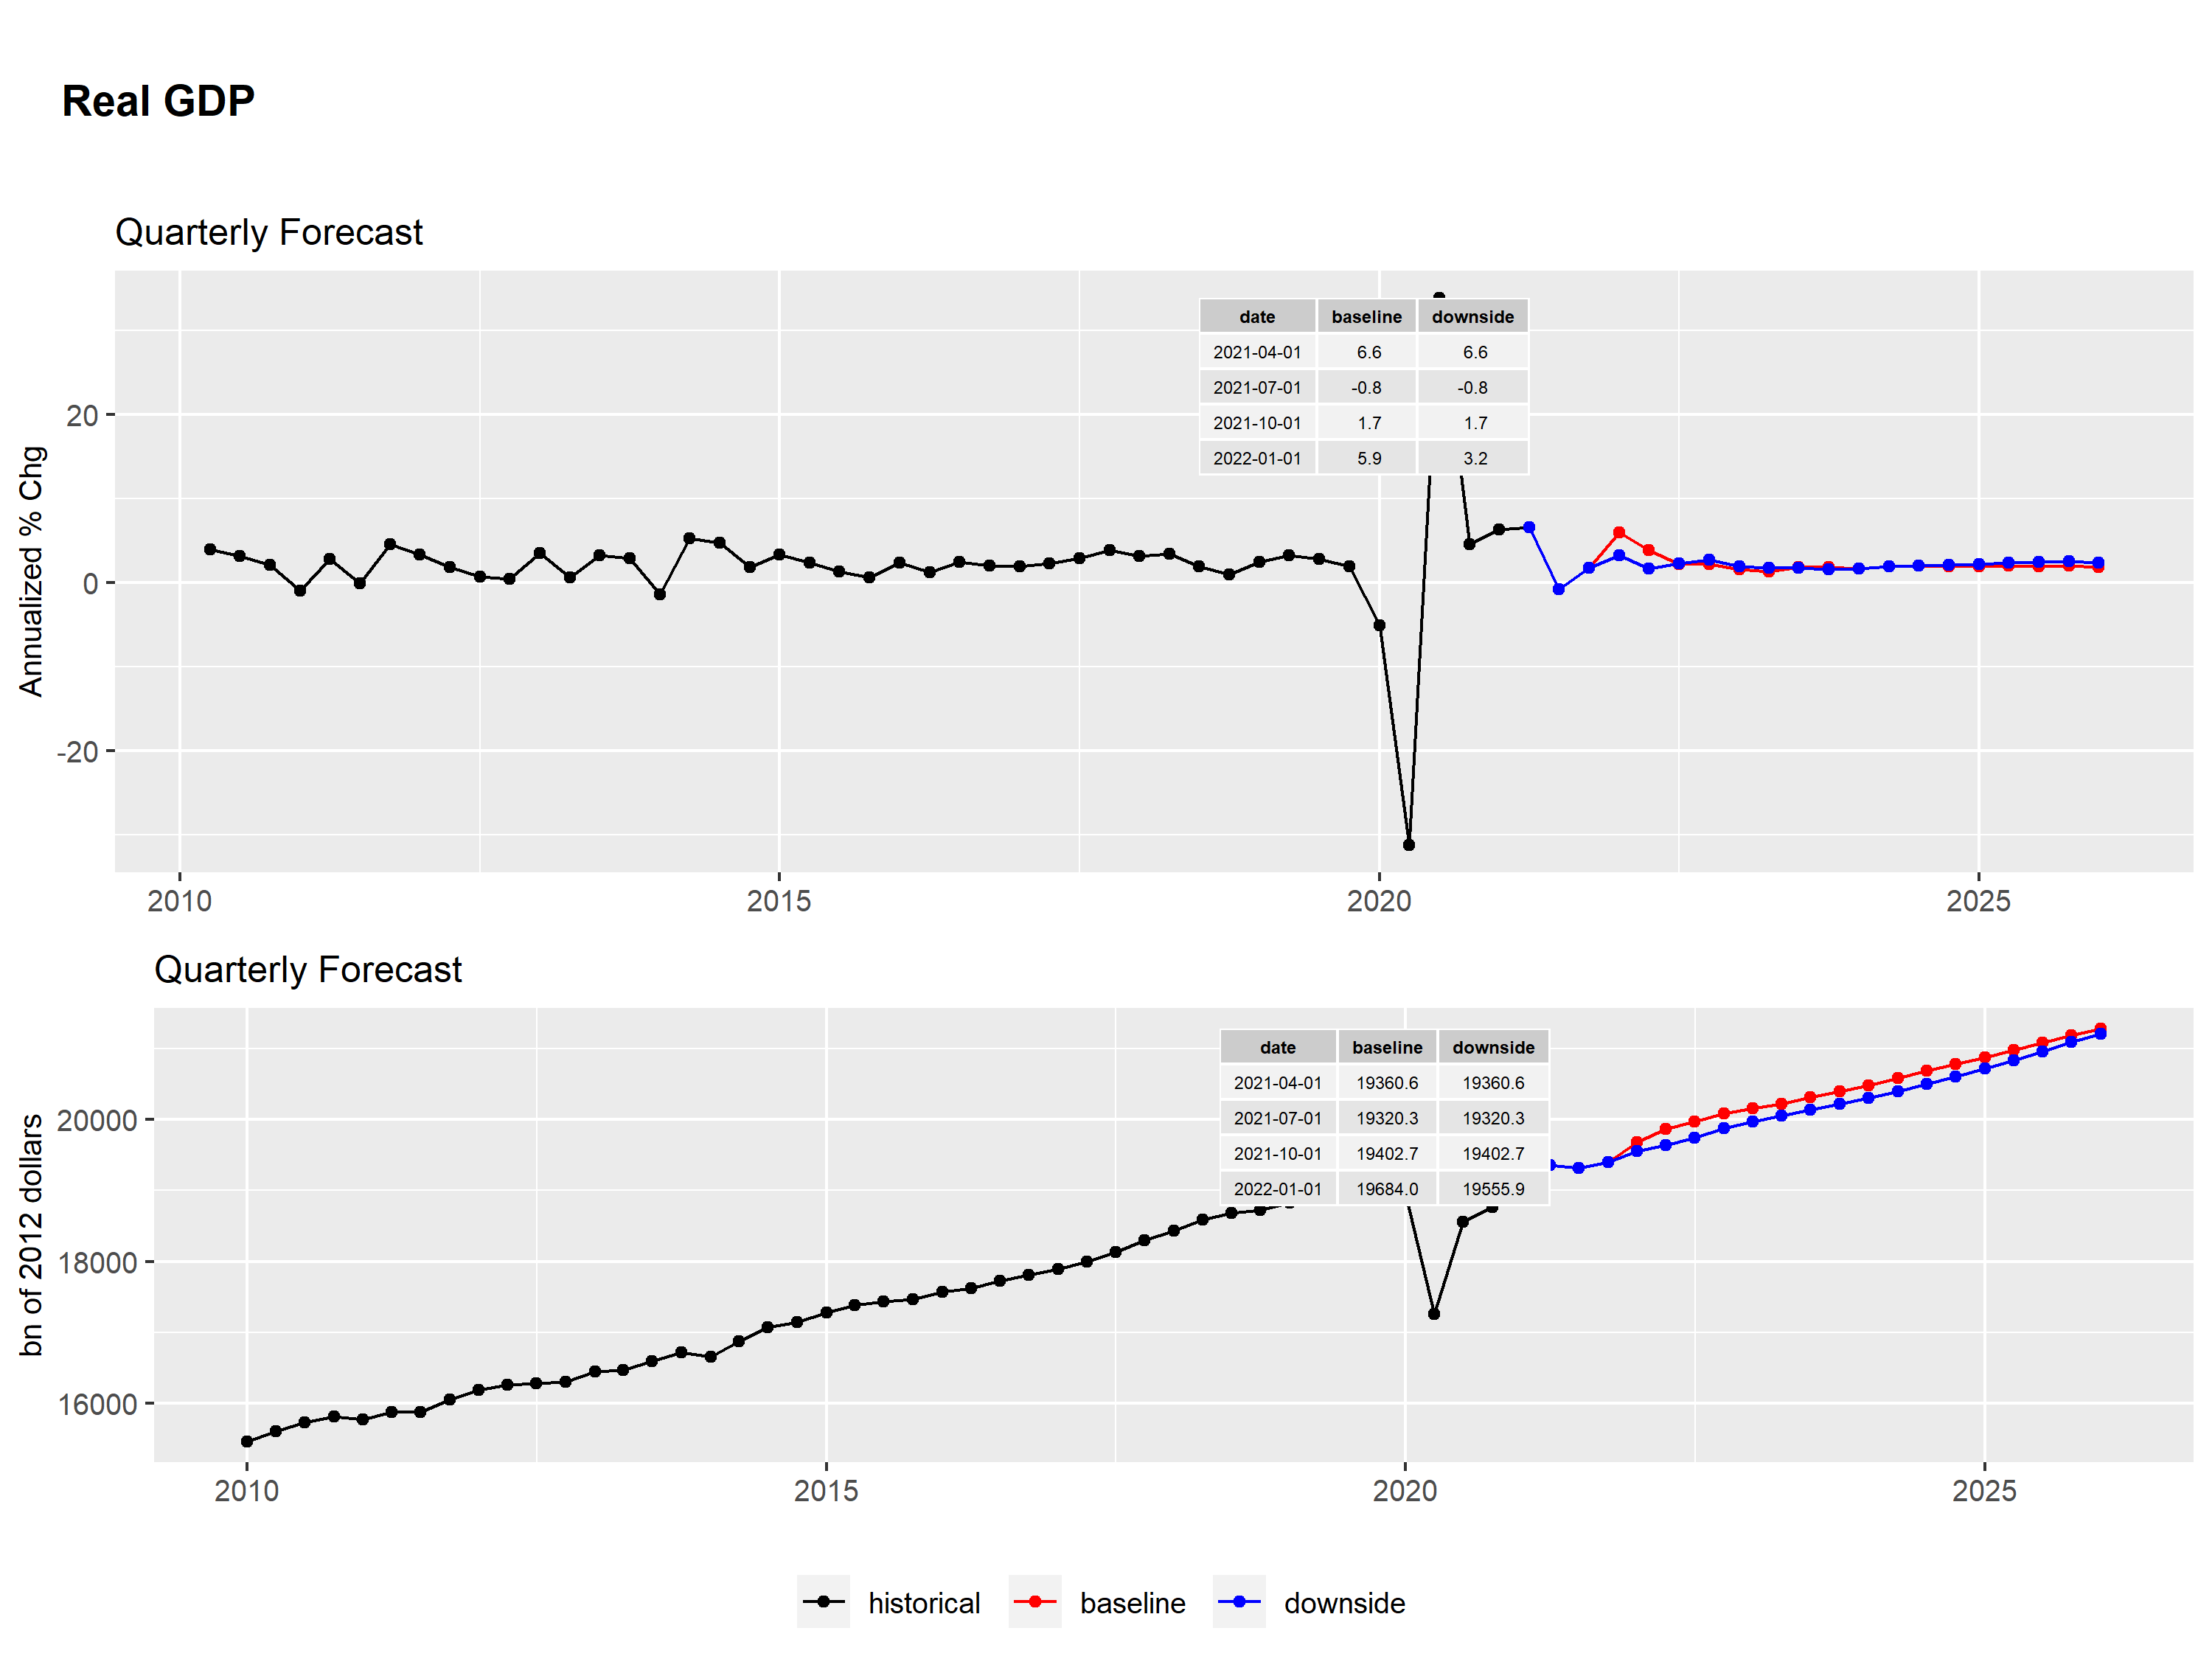 Real GDP
Quarterly Forecast
Annualized % Chg
20
0
-20
date baseline downside
2021-04-01 6.6 6.6
2021-07-01 -0.8 -0.8
2021-10-01 1.7 1.7
2022-01-01 5.9 3.2
2010 2015 2020 2025
Quarterly Forecast
bn of 2012 dollars
20000
18000
16000
date baseline downside
2021-04-01 19360.6 19360.6
2021-07-01 19320.3 19320.3
2021-10-01 19402.7 19402.7
2022-01-01 19684.0 19555.9
2010 2015 2020 2025
historical baseline downside